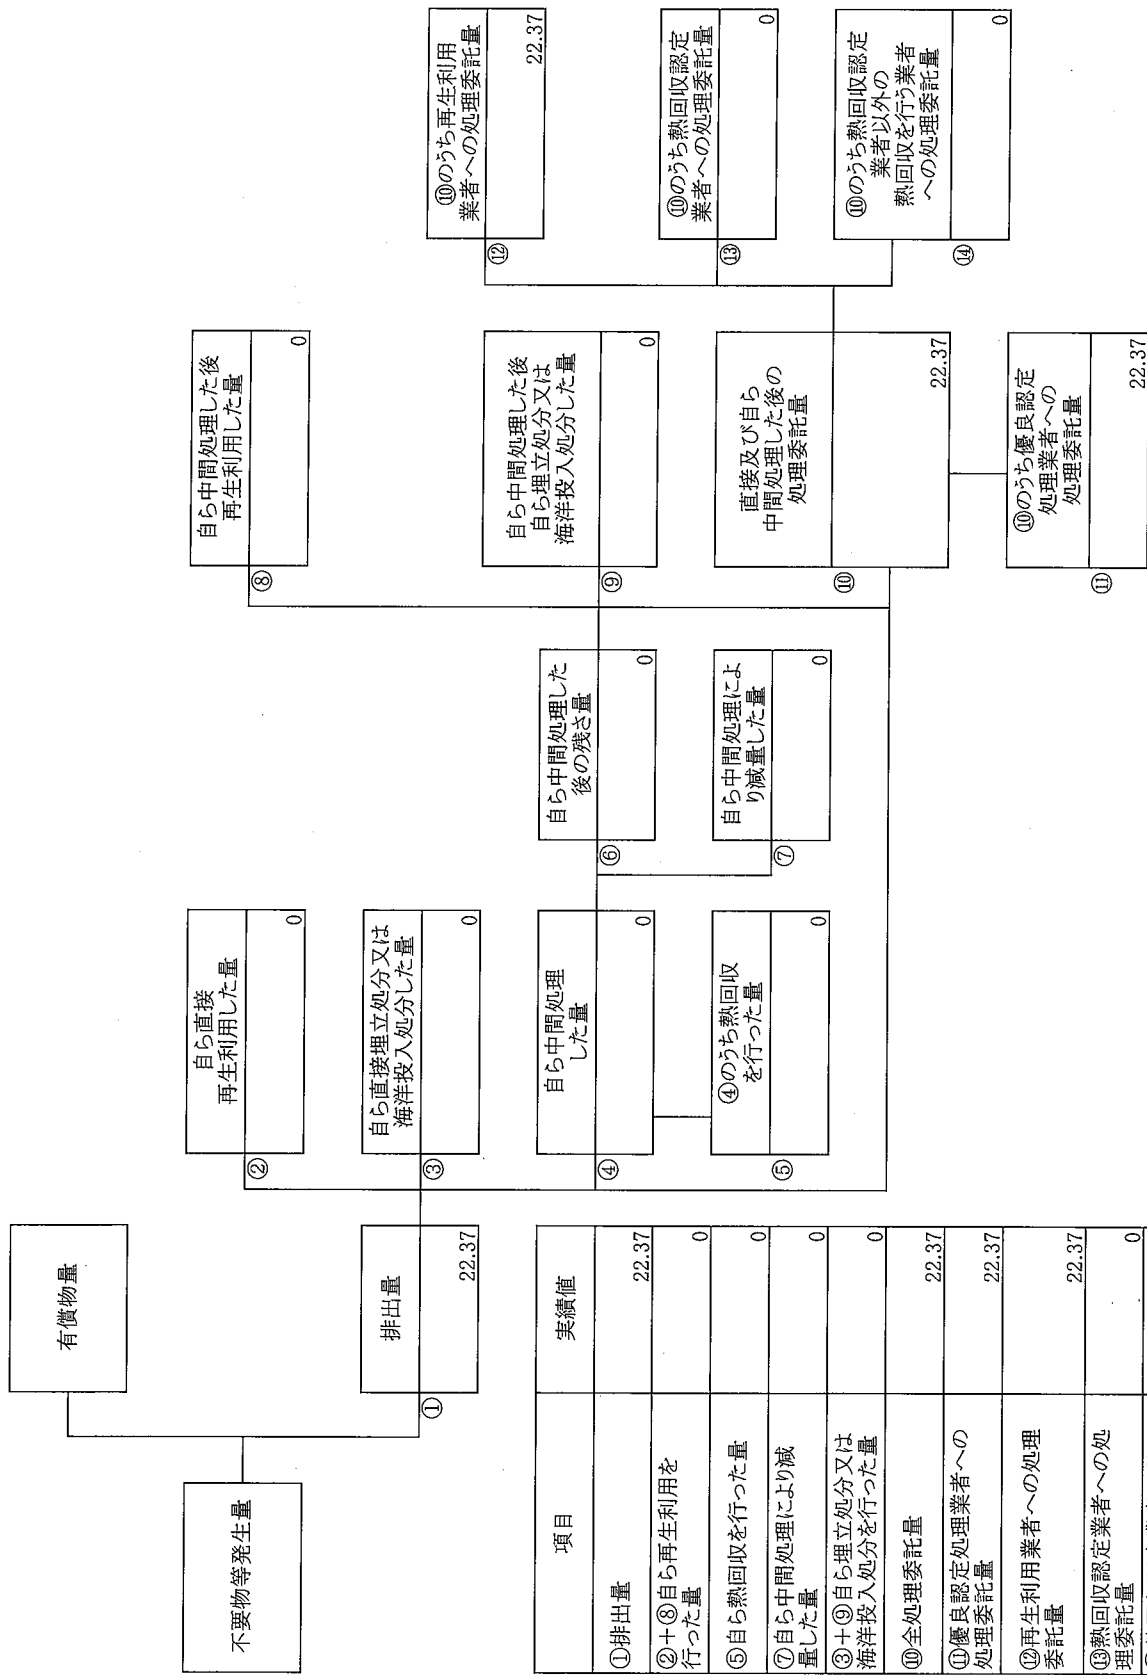 不要物等発生量
有償物量
①
排出量
22.37
②
自ら直接
再生利用した量
0
③
自ら直接埋立処分又は
海洋投入処分した量
0
④
自ら中間処理
した量
0
⑤
④のうち熱回収
を行った量
0
⑥
自ら中間処理した
後の残さ量
0
⑦
自ら中間処理によ
り減量した量
0
⑧
自ら中間処理した後
再生利用した量
0
⑨
自ら中間処理した後
自ら埋立処分又は
海洋投入処分した量
0
⑩
直接及び自ら
中間処理した後の
処理委託量
22.37
⑪
⑩のうち優良認定
処理業者への
処理委託量
22.37
⑫
⑩のうち再生利用
業者への処理委託量
22.37
⑬
⑩のうち熱回収認定
業者への処理委託量
0
⑭
⑩のうち熱回収認定
業者以外の
熱回収を行う業者
への処理委託量
0
項目 実績値
①排出量 22.37
②+⑧自ら再生利用を
行った量 0
⑤自ら熱回収を行った量 0
⑦自ら中間処理により減
量した量 0
③+⑨自ら埋立処分又は
海洋投入処分を行った量 0
⑩全処理委託量 22.37
⑪優良認定処理業者への
処理委託量 22.37
⑫再生利用業者への処理
委託量 22.37
⑬熱回収認定業者への処
理委託量 0